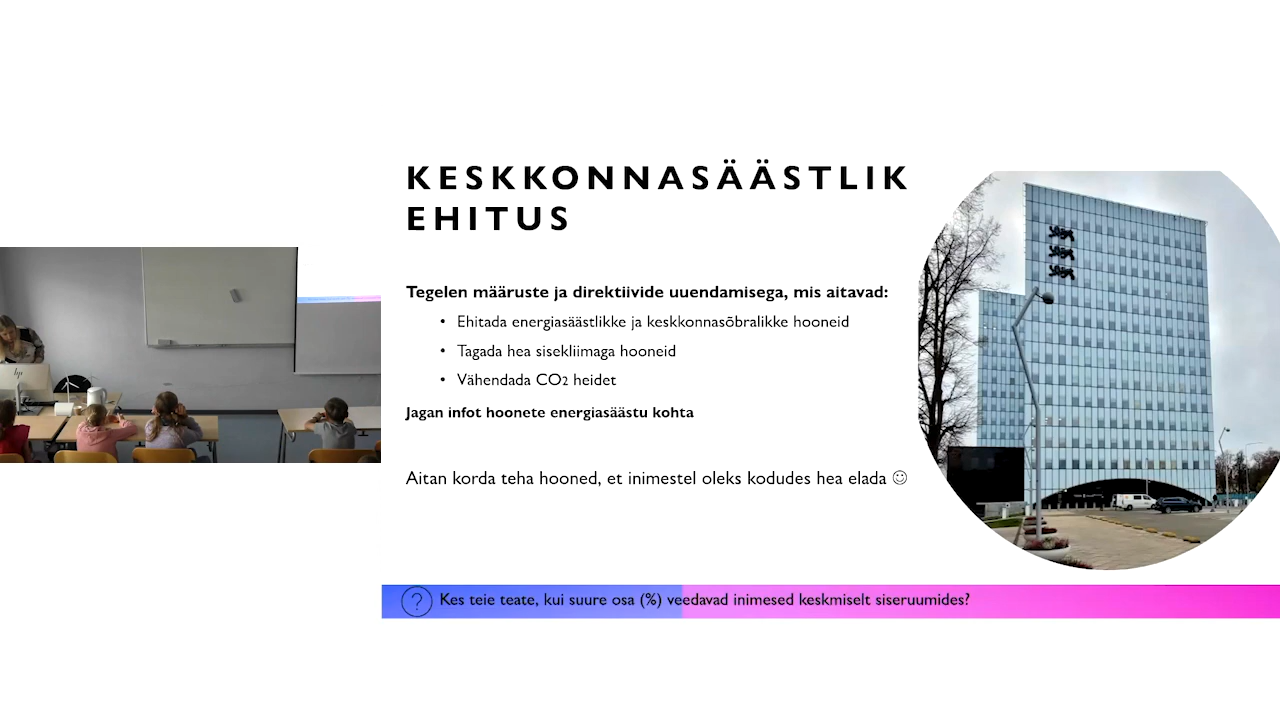 KESKKONNASÄÄSTLIK
EHITUS
Tegelen määruste ja direktiivide uuendamisega, mis aitavad:
• Ehitada energiasäästlikke ja keskkonnasõbralikke hooneid
• Tagada hea sisekliimaga hooneid
• Vähendada CO2 heidet
Jagan infot hoonete energiasäästu kohta
Aitan korda teha hooned, et inimestel oleks kodudes hea elada ☺
? Kes teie teate, kui suure osa (%) veedavad inimesed keskmiselt siseruumides?
hp